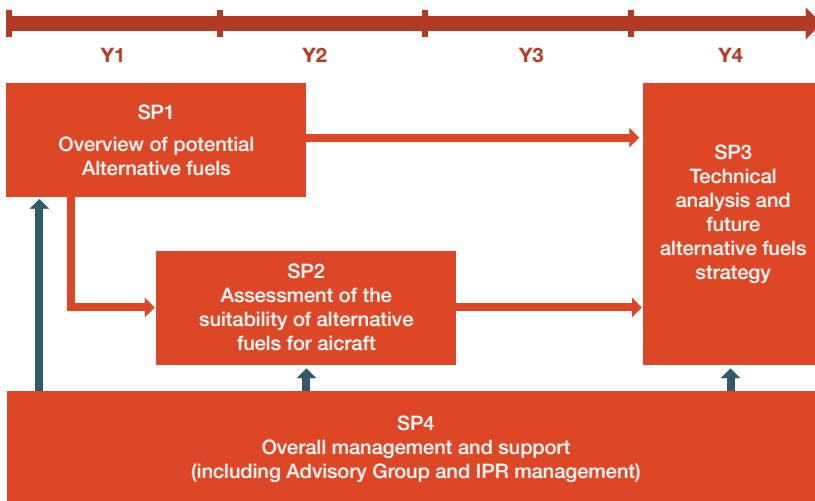 Y1 Y2 Y3 Y4
SP1
Overview of potential
Alternative fuels
SP2
Assessment of the
suitability of alternative
fuels for aicraft
SP3
Technical
analysis and
future
alternative fuels
strategy
SP4
Overall management and support
(including Advisory Group and IPR management)